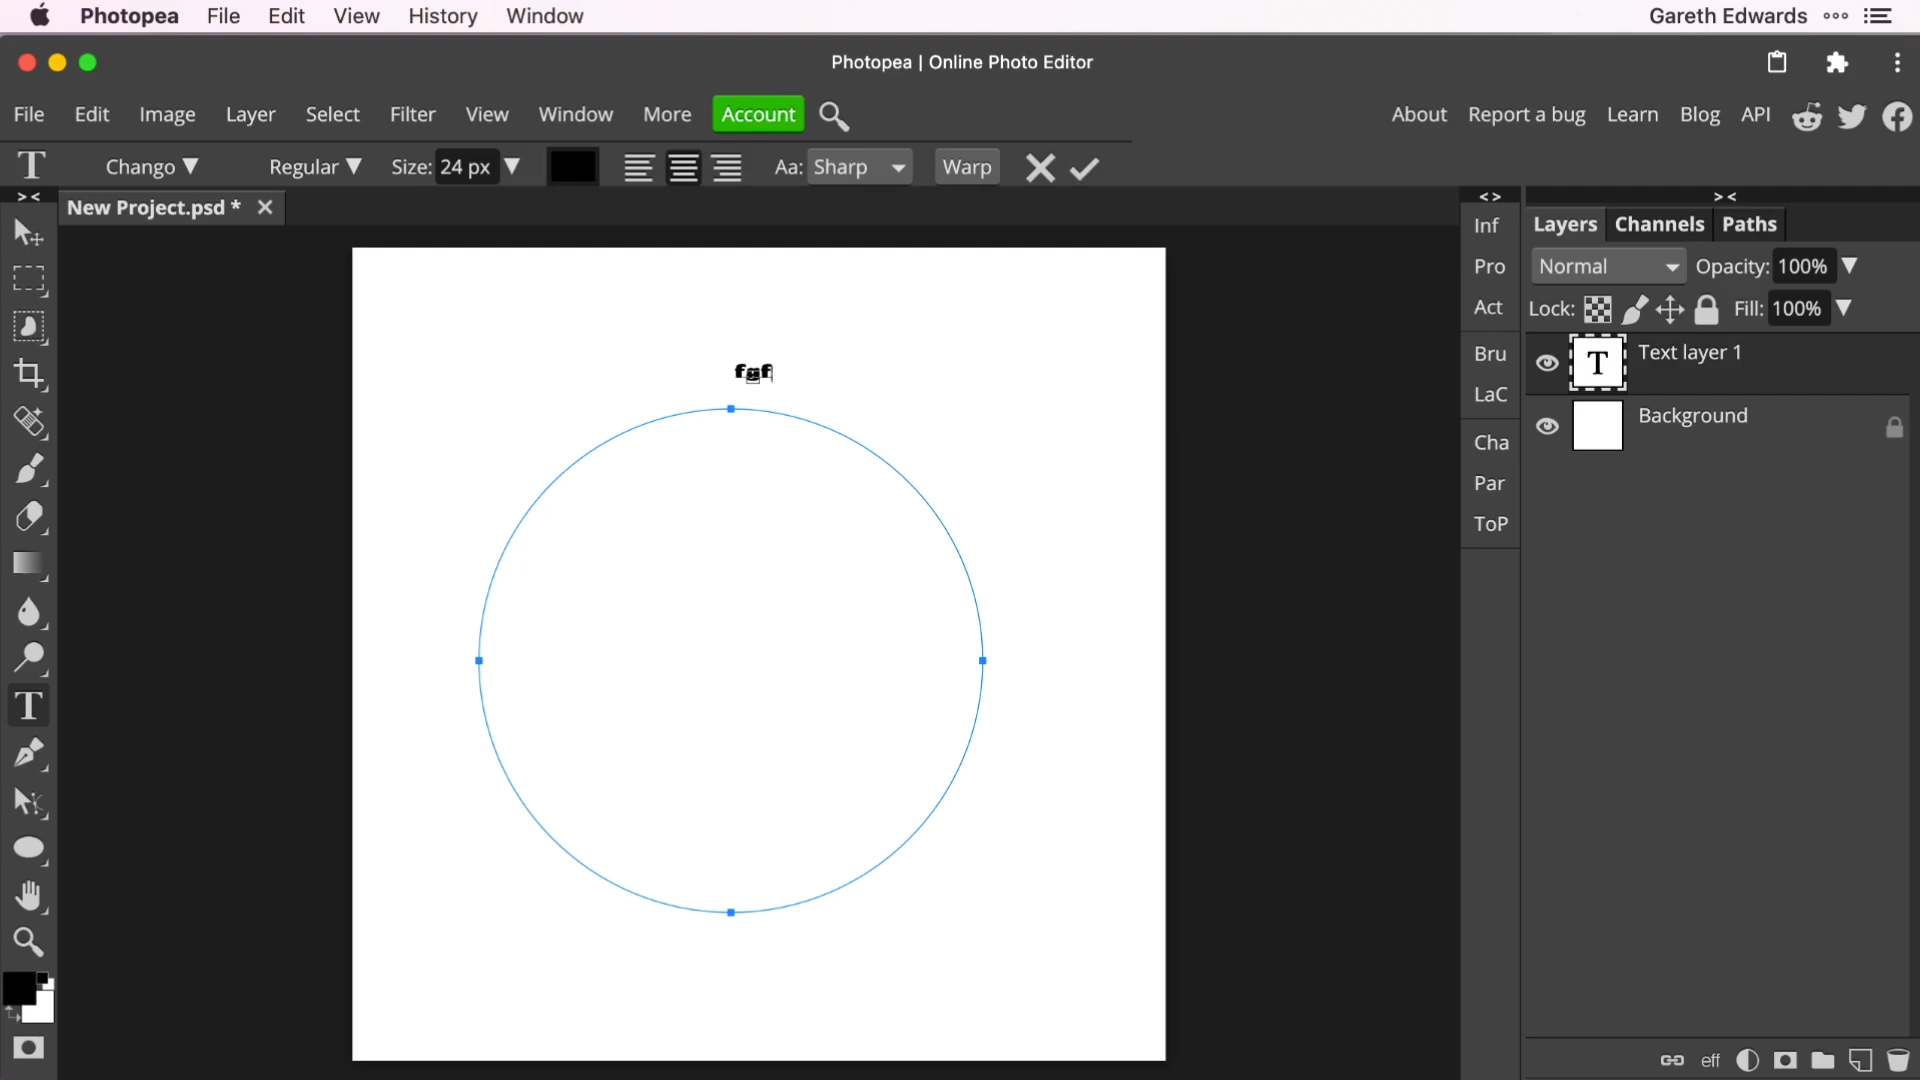 Photopea File Edit View History Window Gareth Edwards
Photopea | Online Photo Editor
File Edit Image Layer Select Filter View Window More Account About Report a bug Learn Blog API
T Chango Regular Size: 24 px Aa: Sharp Warp
> < New Project.psd * < > > <
Inf Layers Channels Paths
Pro Normal Opacity: 100%
Act Lock: Fill: 100%
Bru T Text layer 1
LaC Background
Cha
Par
ToP
fgf
T
eff